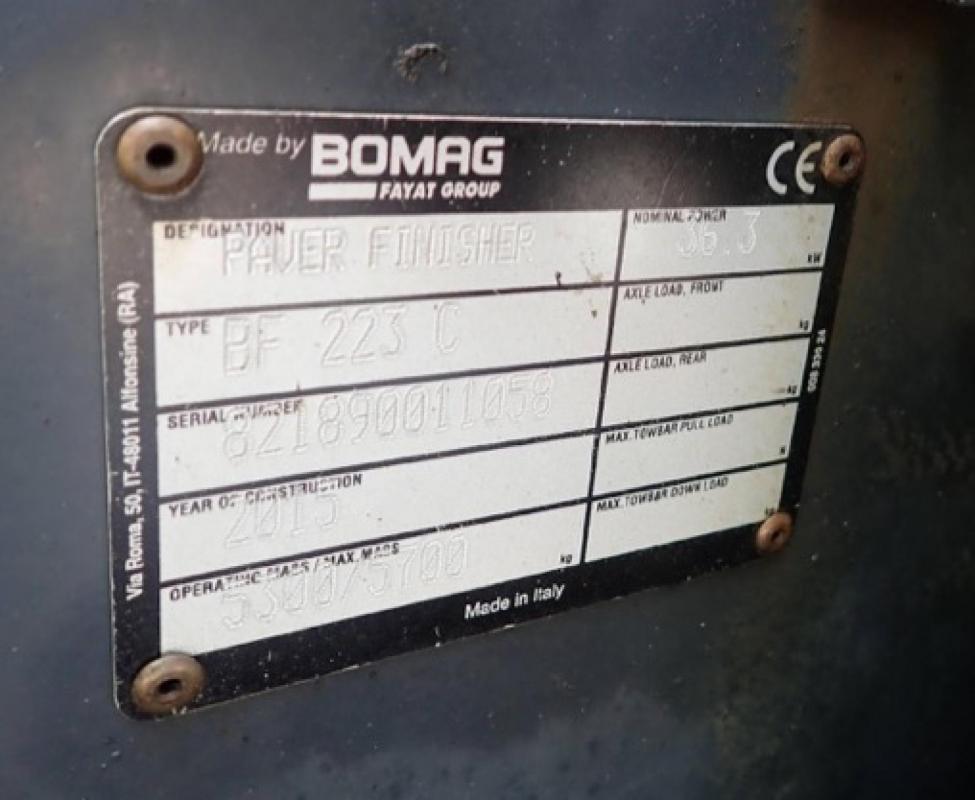 Made by BOMAG
FAYAT GROUP
CE
DESIGNATION
PAVER FINISHER
NOMINAL POWER
36.3
kW
TYPE
BF 223 C
AXLE LOAD, FRONT
kg
SERIAL NUMBER
821890011058
AXLE LOAD, REAR
kg
YEAR OF CONSTRUCTION
2015
MAX. TOWBAR PULL LOAD
OPERATING MASS / MAX. MASS
5300/5700
kg
MAX. TOWBAR DOWN LOAD
kg
Made in Italy
Via Roma, 50, IT-48011 Alfonsine (RA)